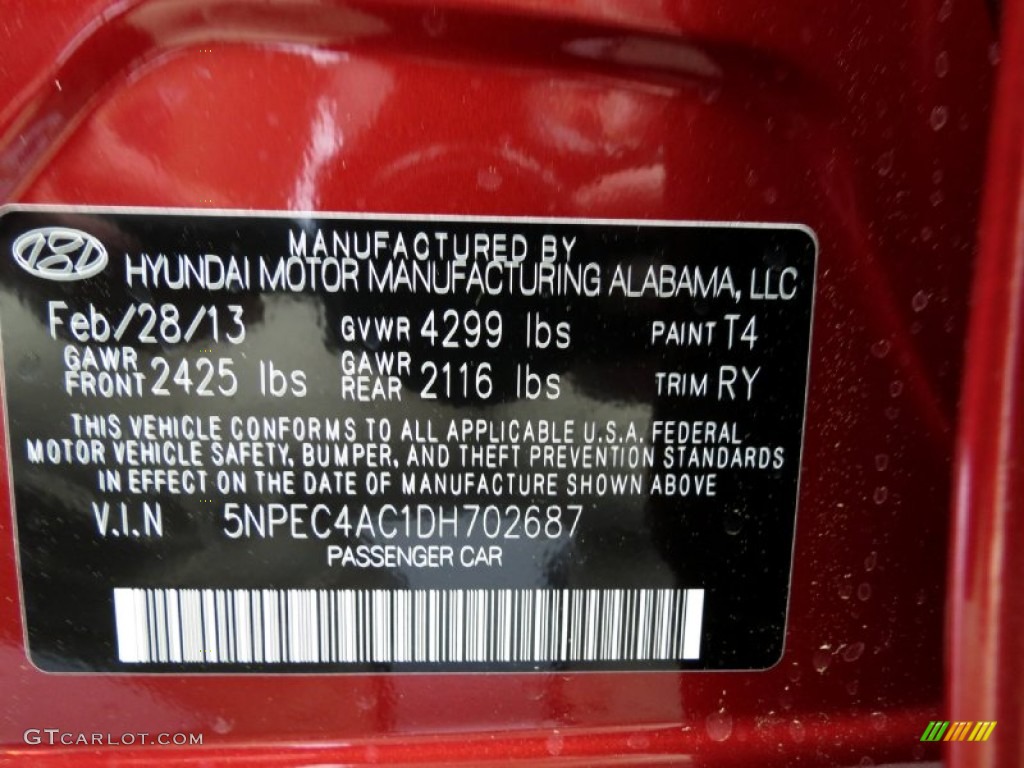 MANUFACTURED BY
HYUNDAI MOTOR MANUFACTURING ALABAMA, LLC
Feb/28/13 GVWR 4299 lbs PAINT T4
GAWR FRONT 2425 lbs GAWR REAR 2116 lbs TRIM RY
THIS VEHICLE CONFORMS TO ALL APPLICABLE U.S.A. FEDERAL
MOTOR VEHICLE SAFETY, BUMPER, AND THEFT PREVENTION STANDARDS
IN EFFECT ON THE DATE OF MANUFACTURE SHOWN ABOVE
V.I.N 5NPEC4AC1DH702687
PASSENGER CAR
GTCARLOT.COM